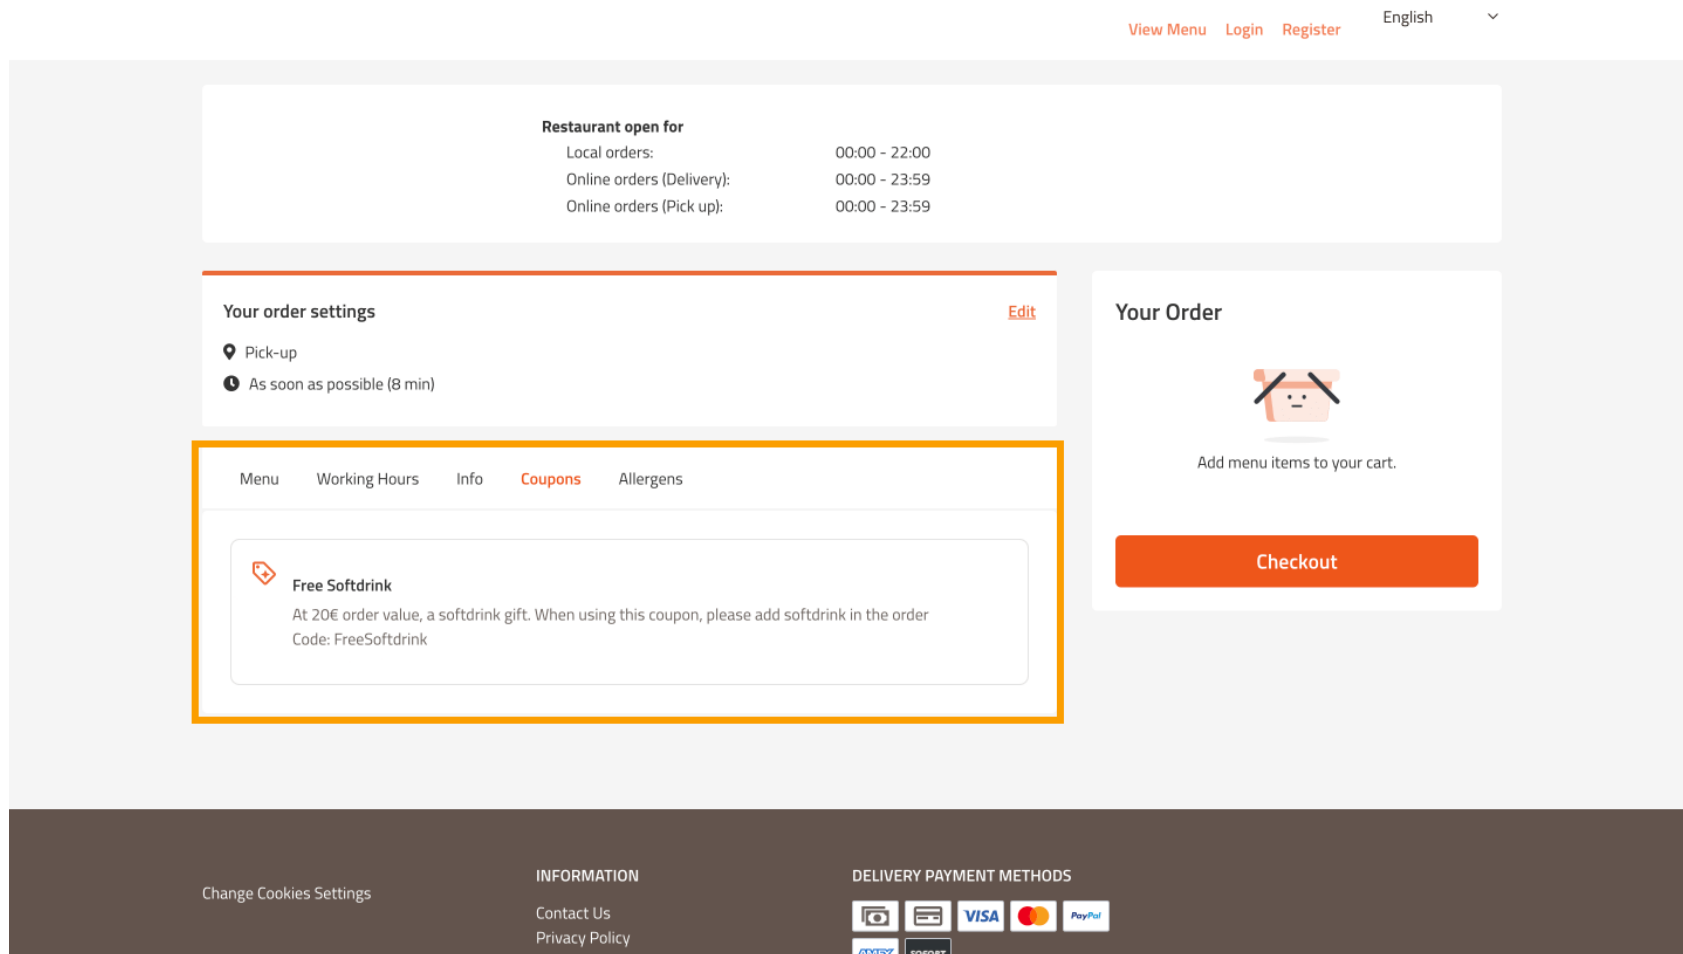 View Menu Login Register English
Restaurant open for
Local orders: 00:00 - 22:00
Online orders (Delivery): 00:00 - 23:59
Online orders (Pick up): 00:00 - 23:59
Your order settings Edit
Pick-up
As soon as possible (8 min)
Your Order
Add menu items to your cart.
Checkout
Menu Working Hours Info Coupons Allergens
Free Softdrink
At 20€ order value, a softdrink gift. When using this coupon, please add softdrink in the order
Code: FreeSoftdrink
Change Cookies Settings
INFORMATION
Contact Us
Privacy Policy
DELIVERY PAYMENT METHODS
VISA PayPal
AMEX SOFORT